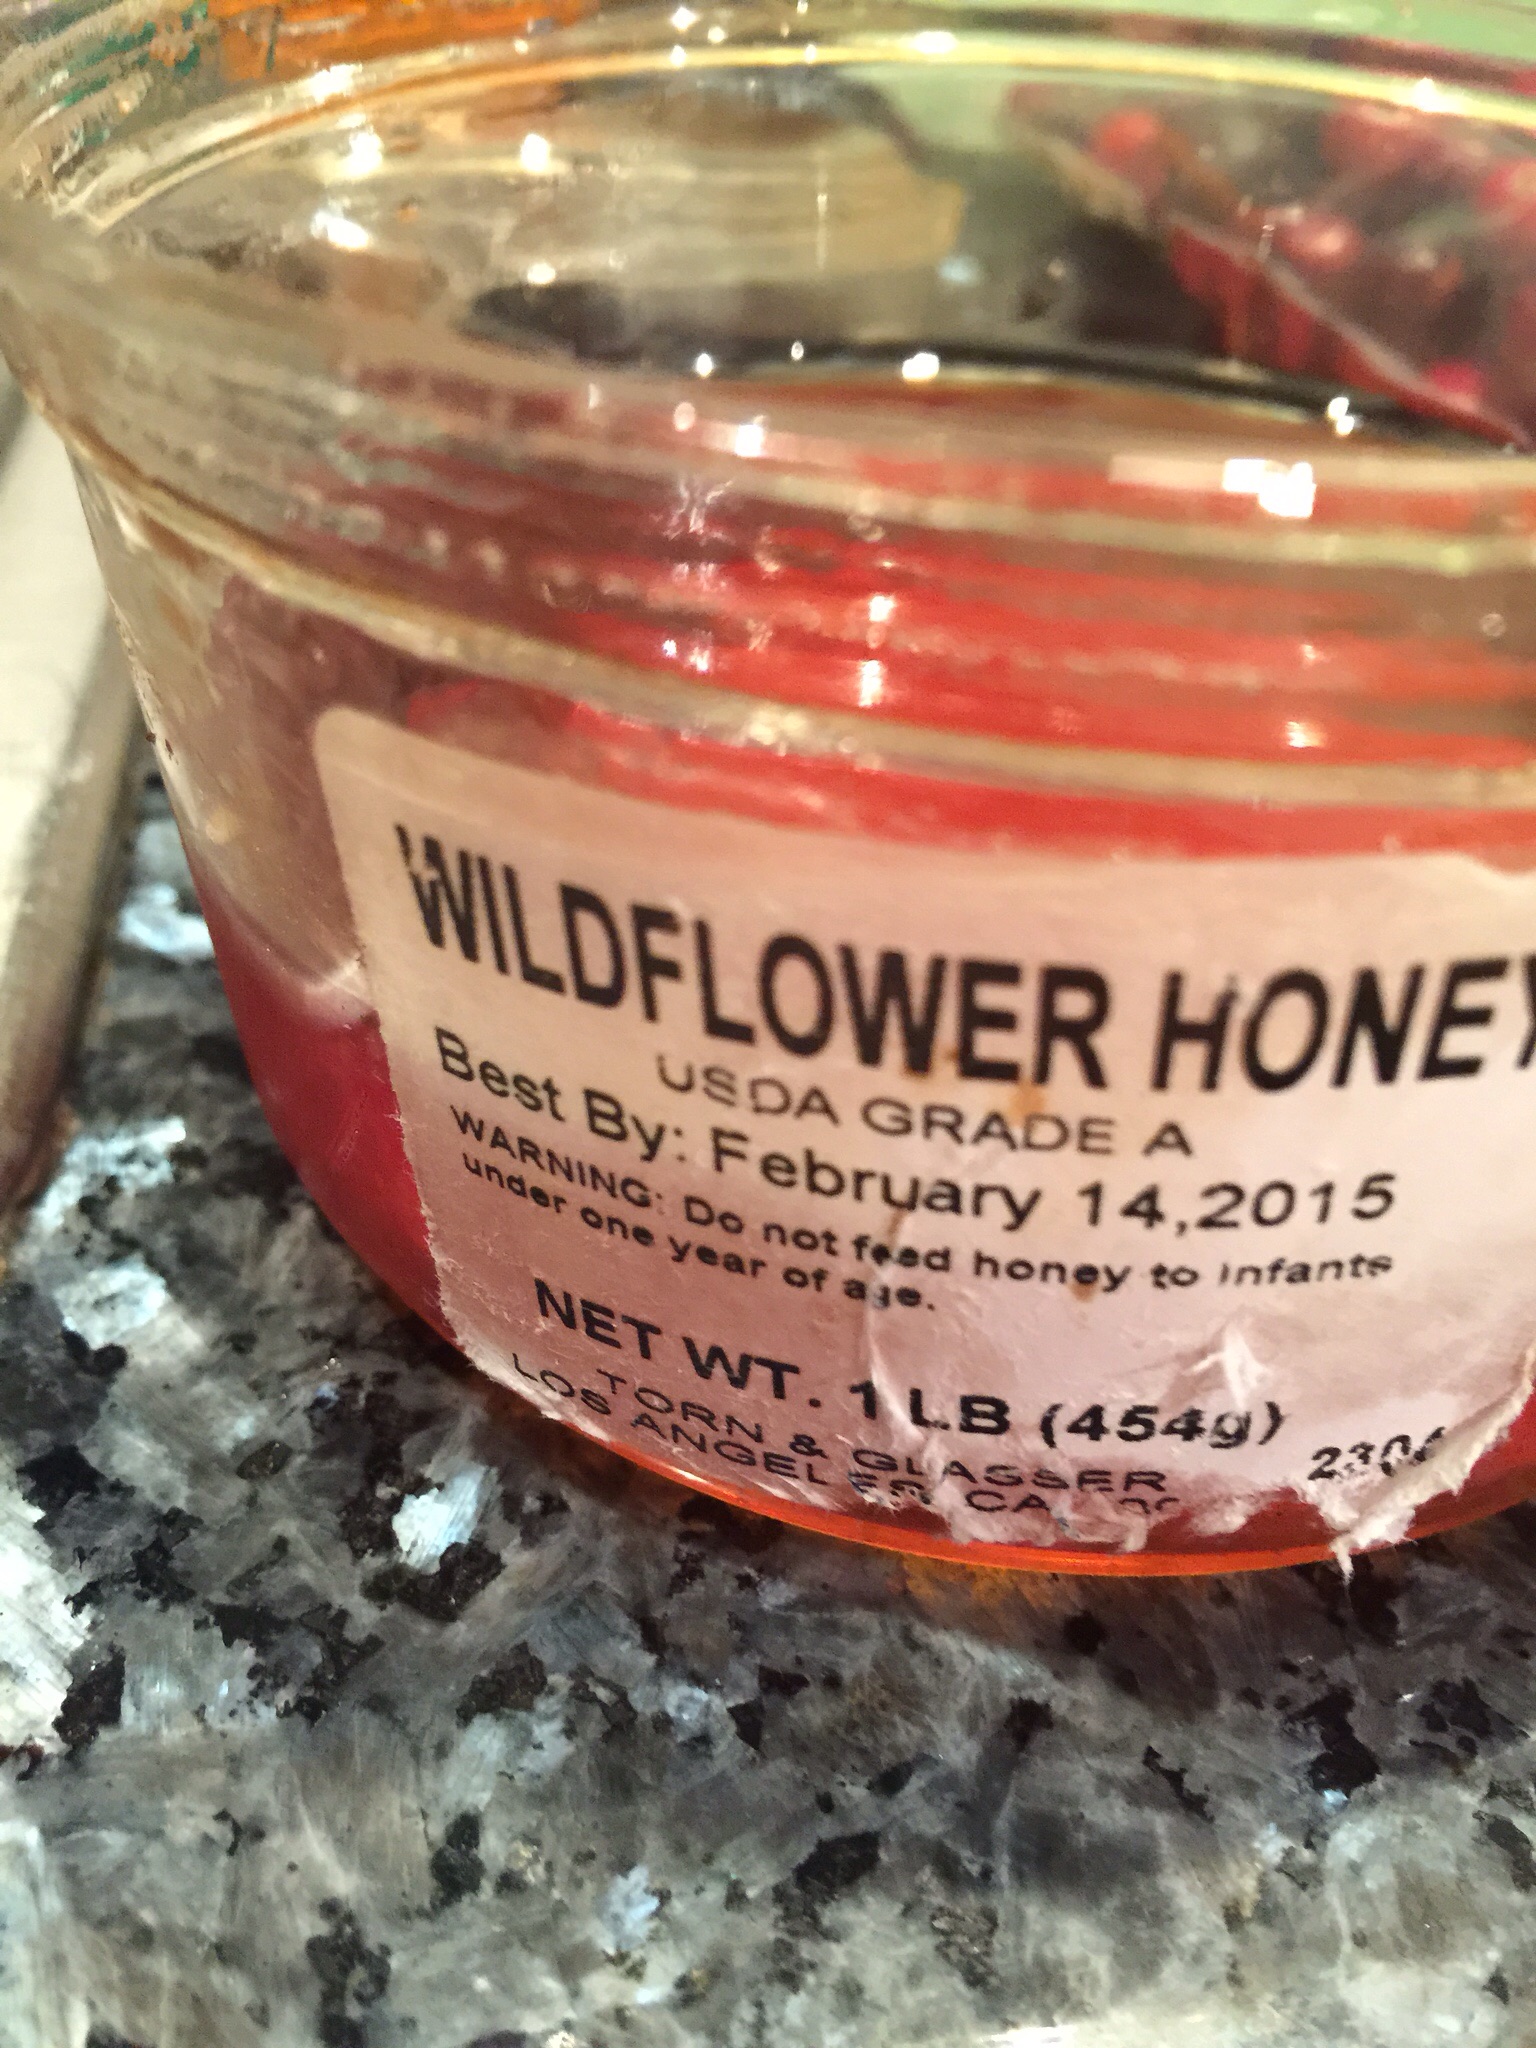 WILDFLOWER HONEY
USDA GRADE A
Best By: February 14,2015
WARNING: Do not feed honey to infants
under one year of age.
NET WT. 1 LB (454g)
TORN & GLASSER
LOS ANGELES CA